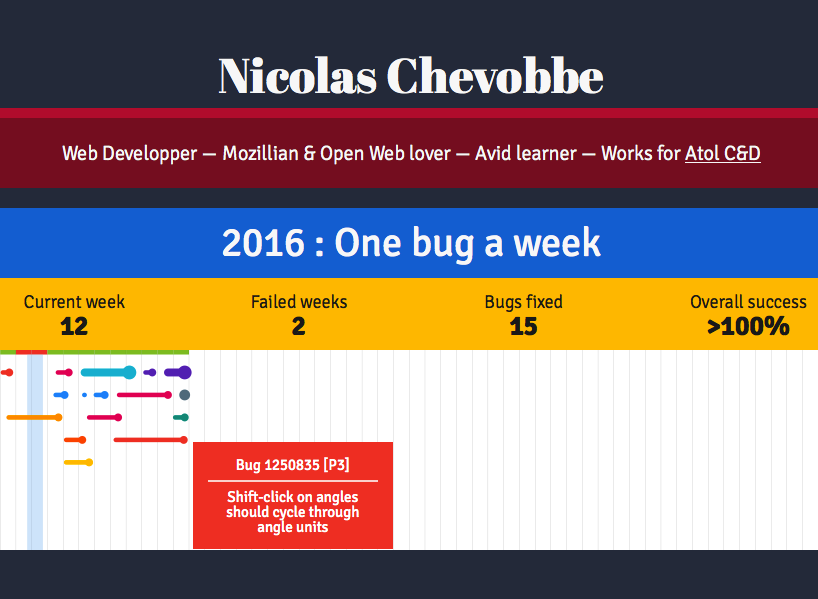 Nicolas Chevobbe
Web Developper — Mozillian & Open Web lover — Avid learner — Works for Atol C&D
2016 : One bug a week
Current week
12
Failed weeks
2
Bugs fixed
15
Overall success
>100%
Bug 1250835 [P3]
Shift-click on angles
should cycle through
angle units